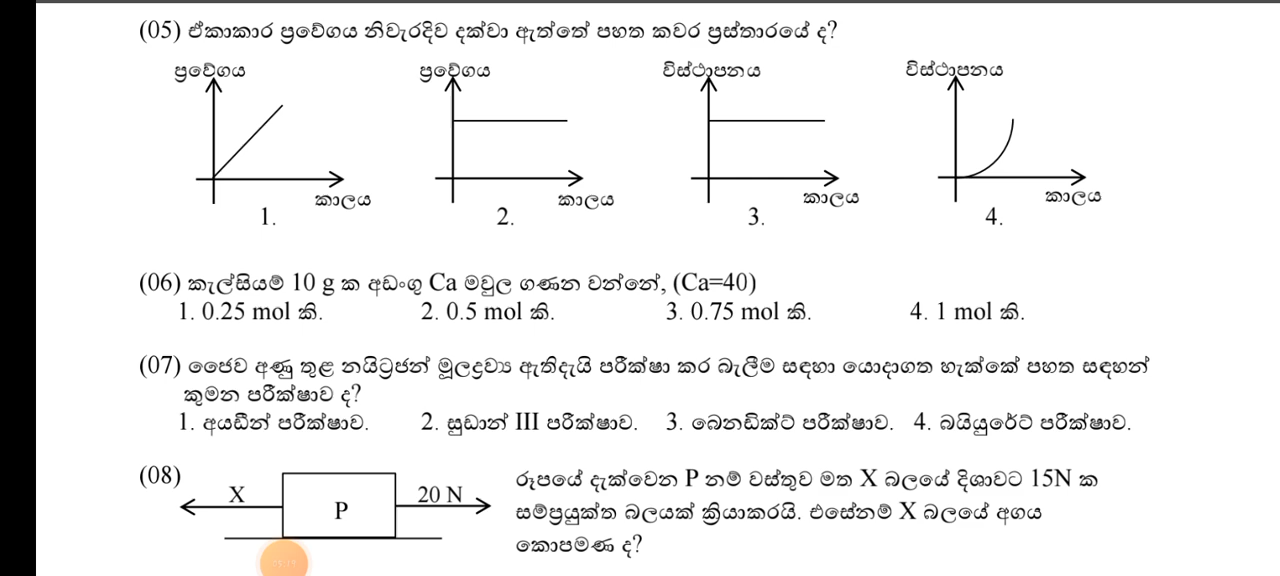 (05) ඒකාකාර ප්‍රවේගය නිවැරදිව දක්වා ඇත්තේ පහත කවර ප්‍රස්තාරයේ ද?
ප්‍රවේගය ප්‍රවේගය විස්ථාපනය විස්ථාපනය
කාලය කාලය කාලය කාලය
1. 2. 3. 4.
(06) කැල්සියම් 10 g ක අඩංගු Ca මවුල ගණන වන්නේ, (Ca=40)
1. 0.25 mol කි. 2. 0.5 mol කි. 3. 0.75 mol කි. 4. 1 mol කි.
(07) ජෛව අණු තුළ නයිට්‍රජන් මූලද්‍රව්‍ය ඇතිදැයි පරීක්ෂා කර බැලීම සඳහා යොදාගත හැක්කේ පහත සඳහන්
කුමන පරීක්ෂාව ද?
1. අයඩීන් පරීක්ෂාව. 2. සුඩාන් III පරීක්ෂාව. 3. බෙනඩික්ට් පරීක්ෂාව. 4. බයියුරේට් පරීක්ෂාව.
(08) X P 20 N
රූපයේ දැක්වෙන P නම් වස්තුව මත X බලයේ දිශාවට 15N ක
සම්ප්‍රයුක්ත බලයක් ක්‍රියාකරයි. එසේනම් X බලයේ අගය
කොපමණ ද?